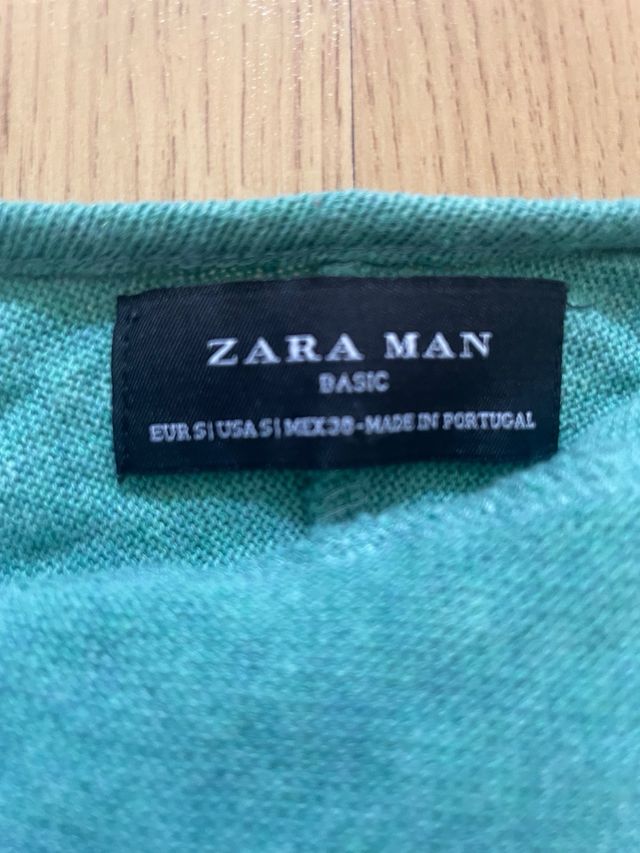 ZARA MAN
BASIC
EUR S | USA S | MEX 38 - MADE IN PORTUGAL